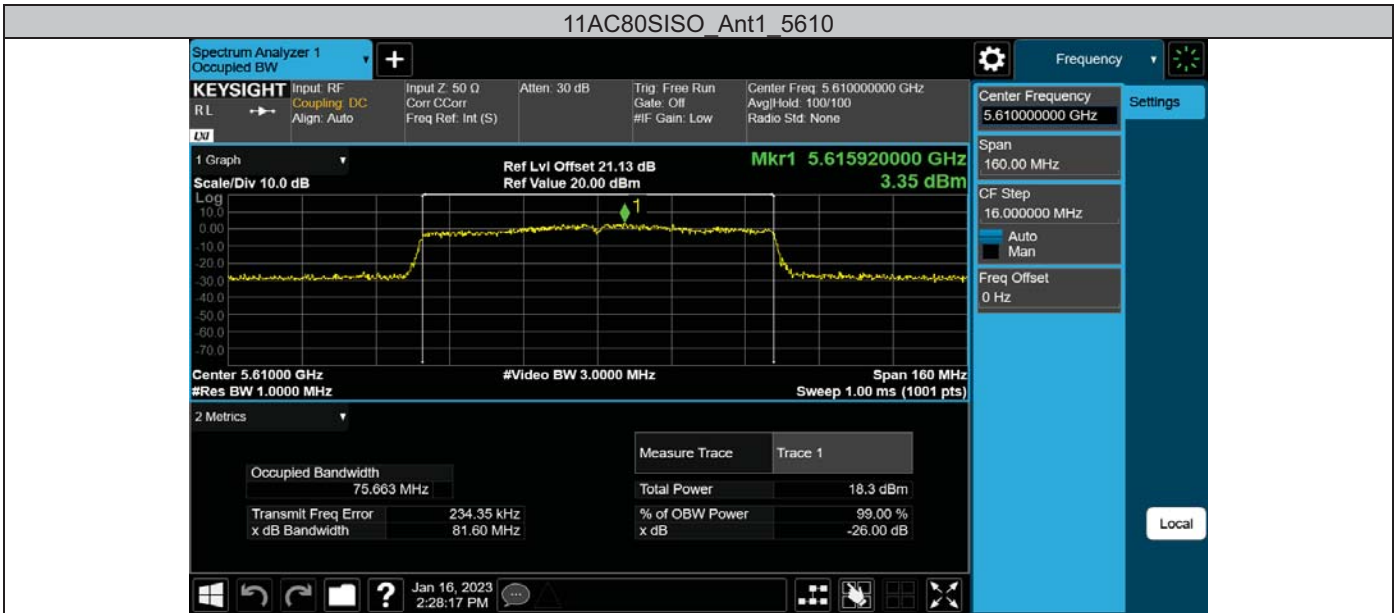 11AC80SISO_Ant1_5610
Spectrum Analyzer 1
Occupied BW
+
Frequency
KEYSIGHT
RL
LXI
Input: RF
Coupling: DC
Align: Auto
Input Z: 50 Ω
Corr CCorr
Freq Ref: Int (S)
Atten: 30 dB
Trig: Free Run
Gate: Off
#IF Gain: Low
Center Freq: 5.610000000 GHz
Avg|Hold: 100/100
Radio Std: None
Center Frequency
5.610000000 GHz
Settings
Span
160.00 MHz
CF Step
16.000000 MHz
Auto
Man
Freq Offset
0 Hz
Local
1 Graph
Scale/Div 10.0 dB
Ref Lvl Offset 21.13 dB
Ref Value 20.00 dBm
Mkr1 5.615920000 GHz
3.35 dBm
Log
10.0
0.00
-10.0
-20.0
-30.0
-40.0
-50.0
-60.0
-70.0
1
Center 5.61000 GHz
#Res BW 1.0000 MHz
#Video BW 3.0000 MHz
Span 160 MHz
Sweep 1.00 ms (1001 pts)
2 Metrics
Measure Trace Trace 1
Occupied Bandwidth
75.663 MHz
Total Power 18.3 dBm
Transmit Freq Error 234.35 kHz
% of OBW Power 99.00 %
x dB Bandwidth 81.60 MHz
x dB -26.00 dB
?
Jan 16, 2023
2:28:17 PM